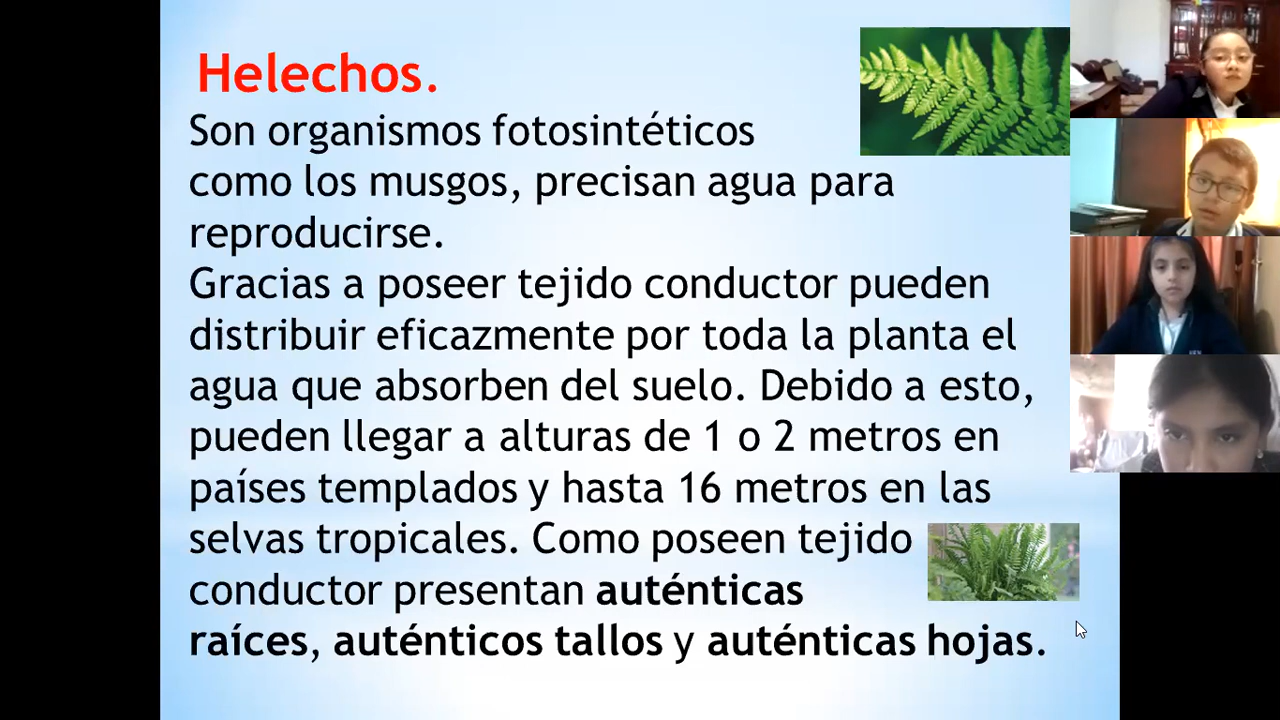 Helechos.
Son organismos fotosintéticos
como los musgos, precisan agua para
reproducirse.
Gracias a poseer tejido conductor pueden
distribuir eficazmente por toda la planta el
agua que absorben del suelo. Debido a esto,
pueden llegar a alturas de 1 o 2 metros en
países templados y hasta 16 metros en las
selvas tropicales. Como poseen tejido
conductor presentan auténticas
raíces, auténticos tallos y auténticas hojas.